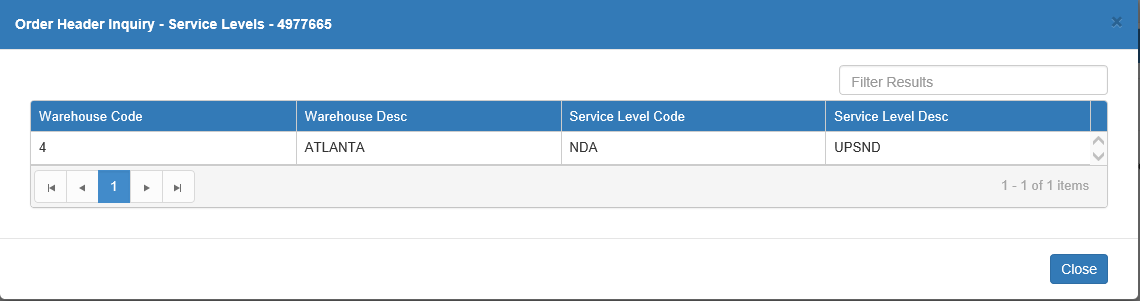 Order Header Inquiry - Service Levels - 4977665
×
Filter Results
Warehouse Code Warehouse Desc Service Level Code Service Level Desc
4 ATLANTA NDA UPSND
1 1 - 1 of 1 items
Close